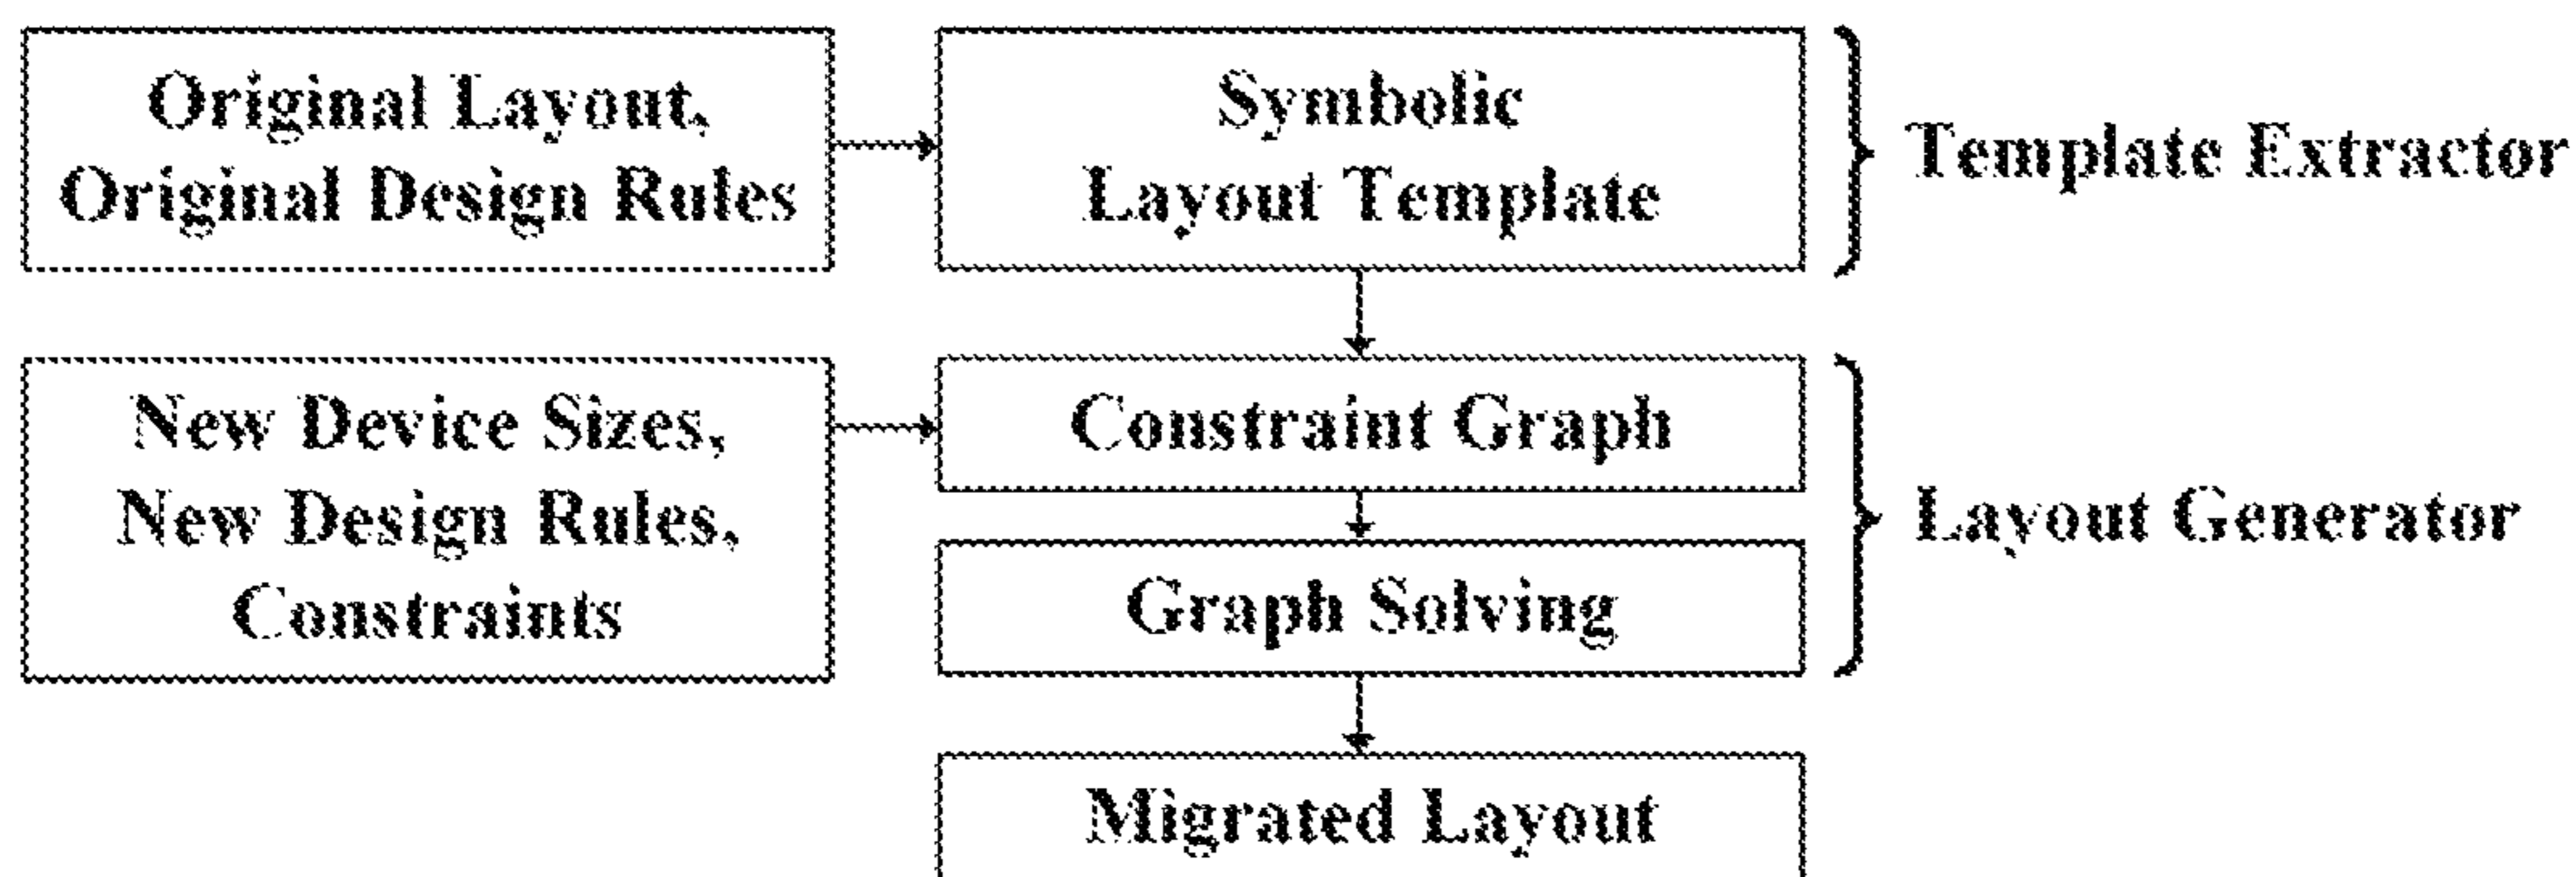 Original Layout,
Original Design Rules
Symbolic
Layout Template
Template Extractor
New Device Sizes,
New Design Rules,
Constraints
Constraint Graph
Graph Solving
Layout Generator
Migrated Layout